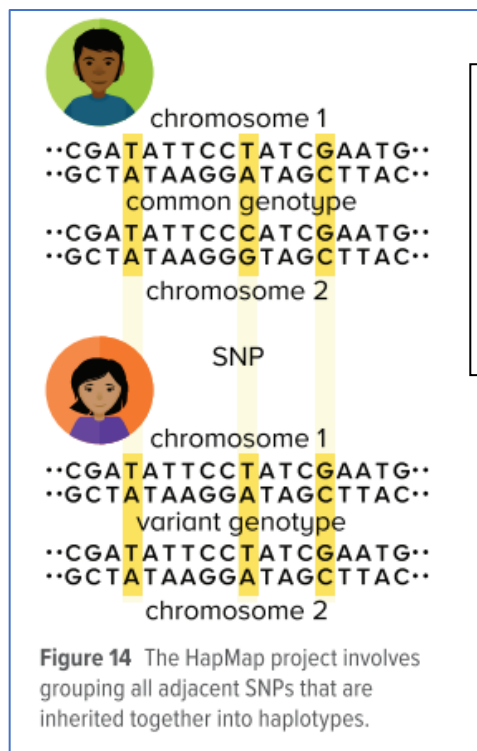 chromosome 1
··CGATATTCCTATCGAATG··
··GCTATAAGGATAGCTTAC··
common genotype
··CGATATTCCCATCGAATG··
··GCTATAAGGGTAGCTTAC··
chromosome 2
SNP
chromosome 1
··CGATATTCCTATCGAATG··
··GCTATAAGGATAGCTTAC··
variant genotype
··CGATATTCCTATCGAATG··
··GCTATAAGGATAGCTTAC··
chromosome 2
Figure 14 The HapMap project involves
grouping all adjacent SNPs that are
inherited together into haplotypes.